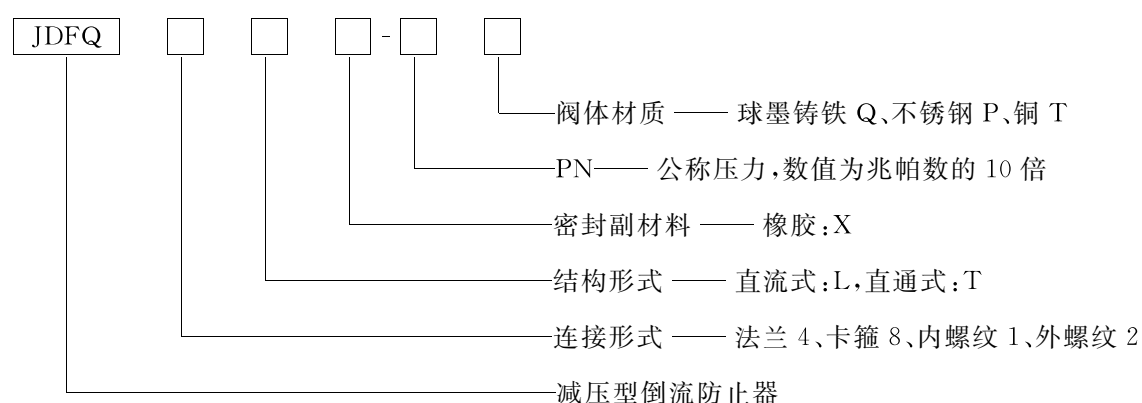 JDFQ -
阀体材质 —— 球墨铸铁 Q、不锈钢 P、铜 T
PN—— 公称压力,数值为兆帕数的 10 倍
密封副材料 —— 橡胶:X
结构形式 —— 直流式:L,直通式:T
连接形式 —— 法兰 4、卡箍 8、内螺纹 1、外螺纹 2
减压型倒流防止器